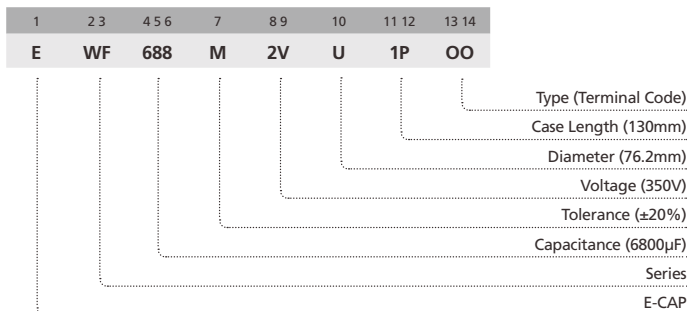 1 2 3 4 5 6 7 8 9 10 11 12 13 14
E WF 688 M 2V U 1P OO
Type (Terminal Code)
Case Length (130mm)
Diameter (76.2mm)
Voltage (350V)
Tolerance (±20%)
Capacitance (6800µF)
Series
E-CAP